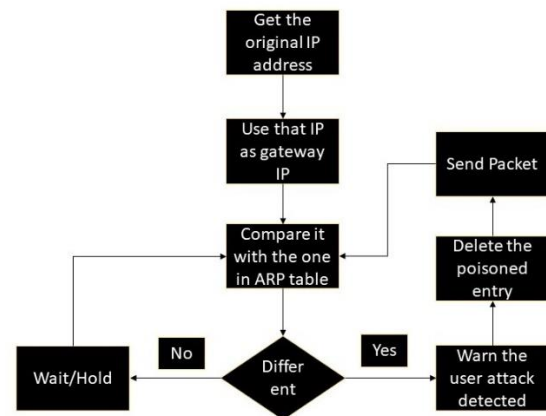 Get the
original IP
address
Use that IP
as gateway
IP
Send Packet
Compare it
with the one
in ARP table
Delete the
poisoned
entry
No
Yes
Wait/Hold
Differ
ent
Warn the
user attack
detected